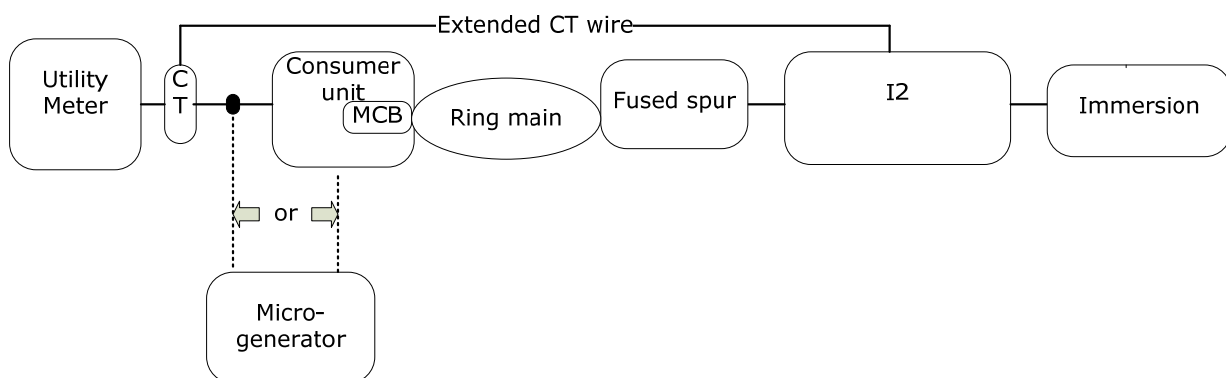 Extended CT wire
Utility
Meter
C
T
Consumer
unit
MCB
Ring main
Fused spur
I2
Immersion
or
Micro-
generator